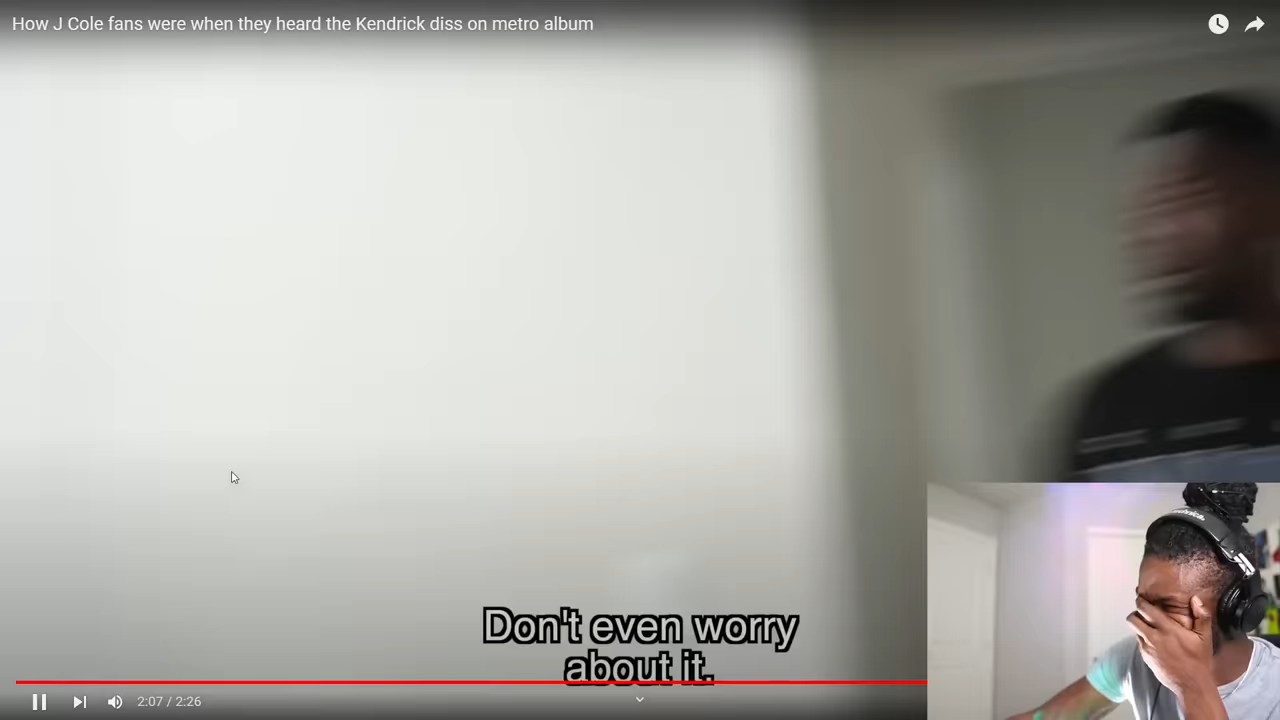 How J Cole fans were when they heard the Kendrick diss on metro album
Don't even worry
about it.
2:07 / 2:26